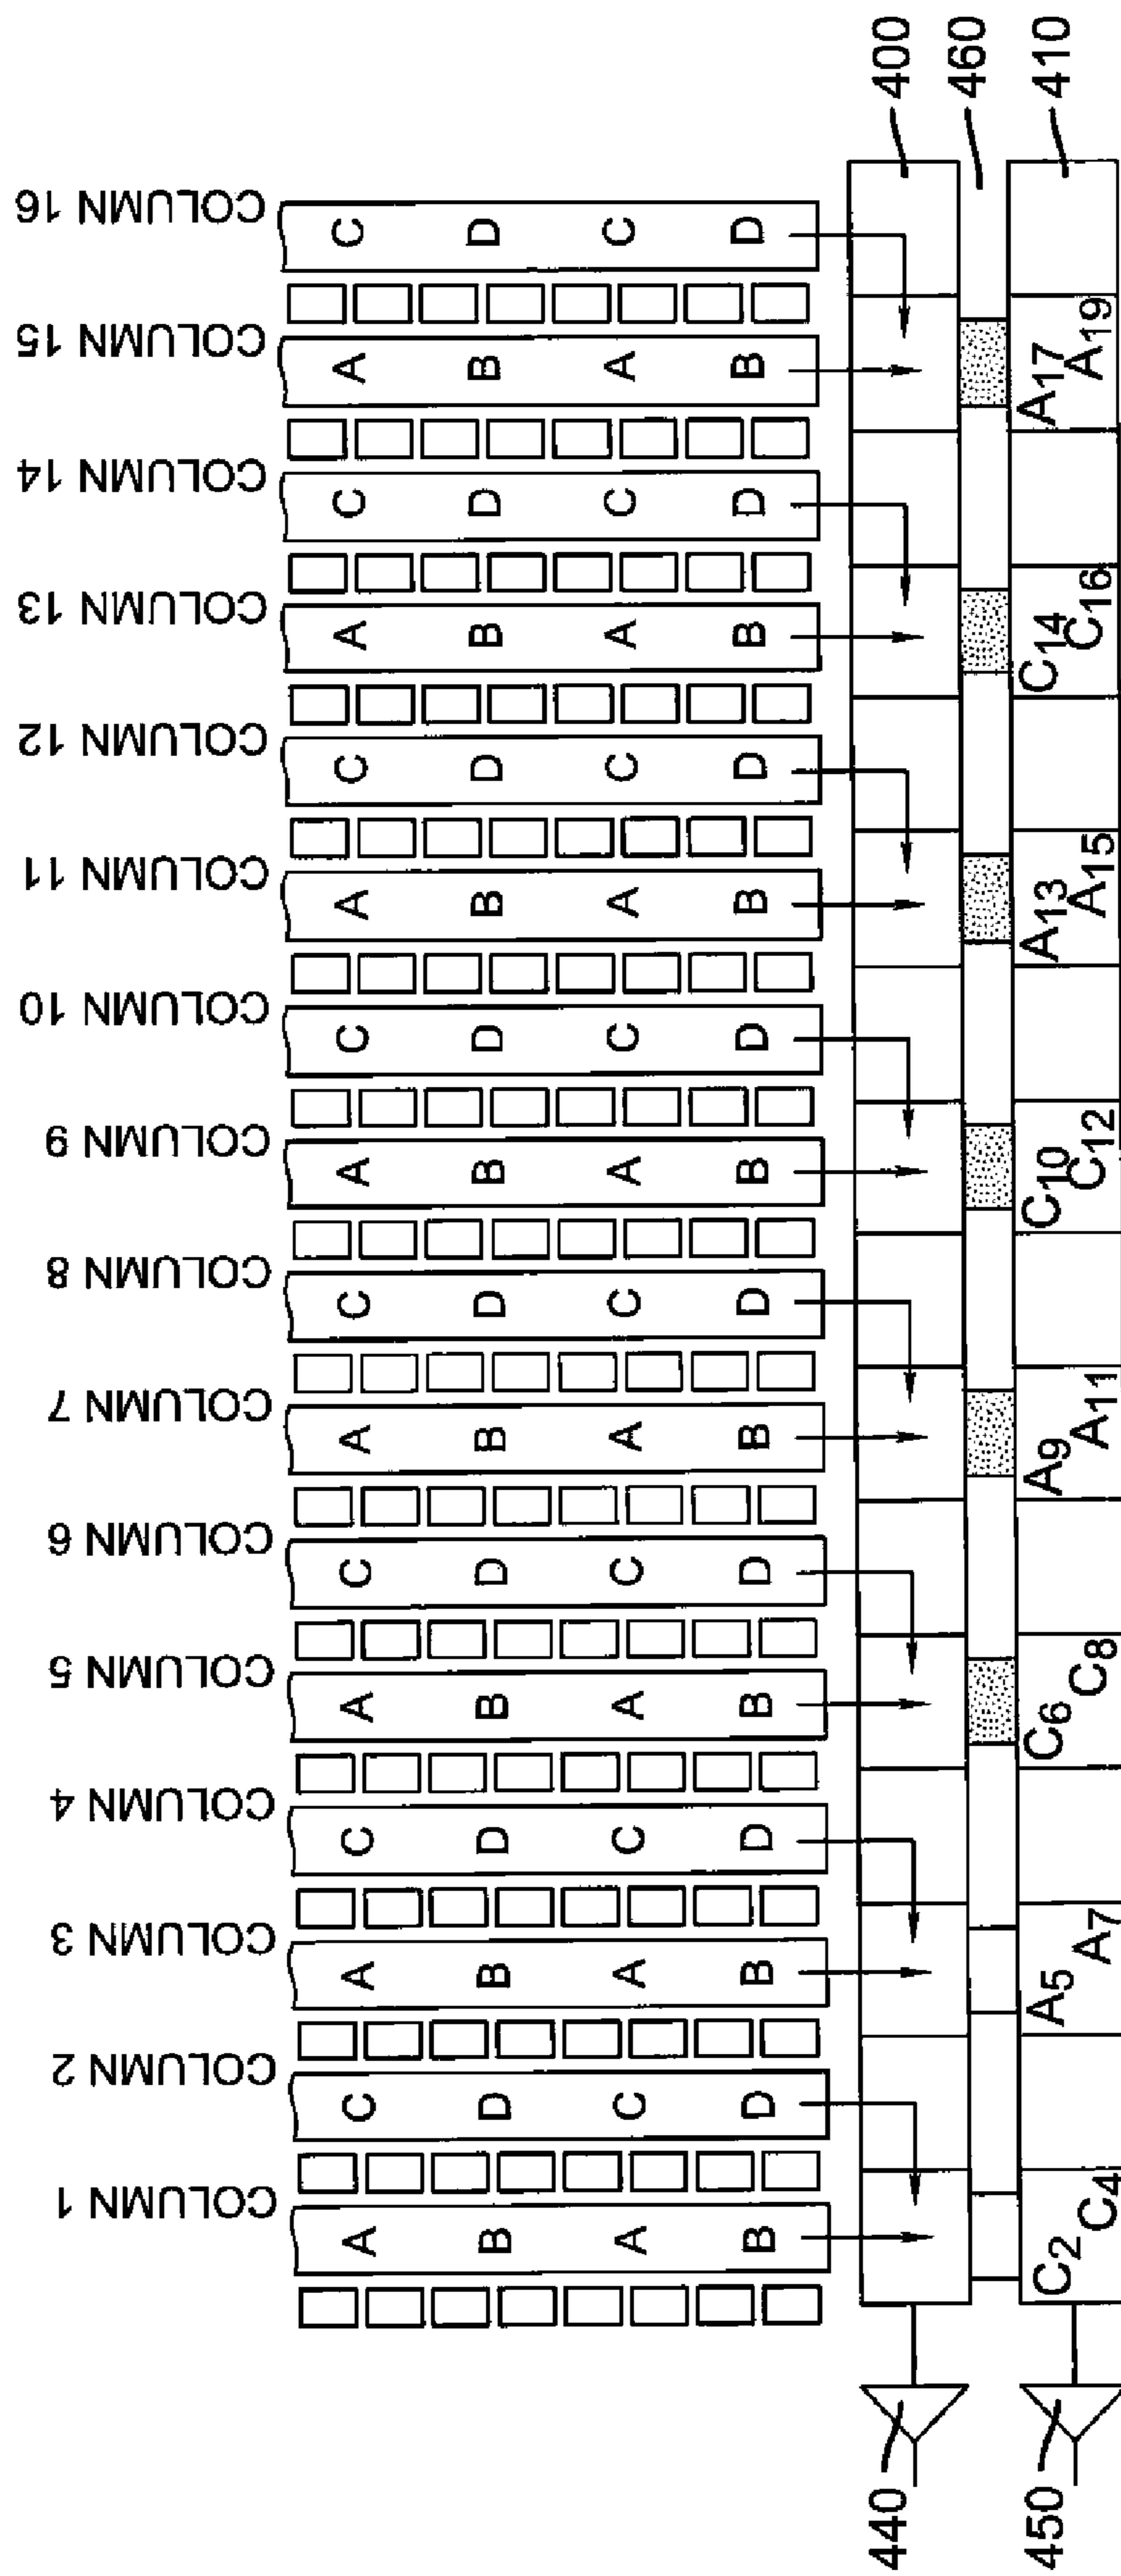 COLUMN 1
COLUMN 2
COLUMN 3
COLUMN 4
COLUMN 5
COLUMN 6
COLUMN 7
COLUMN 8
COLUMN 9
COLUMN 10
COLUMN 11
COLUMN 12
COLUMN 13
COLUMN 14
COLUMN 15
COLUMN 16
A C A C A C A C A C A C A C A C
B D B D B D B D B D B D B D B D
A C A C A C A C A C A C A C A C
B D B D B D B D B D B D B D B D
440
400
460
C2 A5 C6 A9 C10 A13 C14 A17
C4 A7 C8 A11 C12 A15 C16 A19
450
410